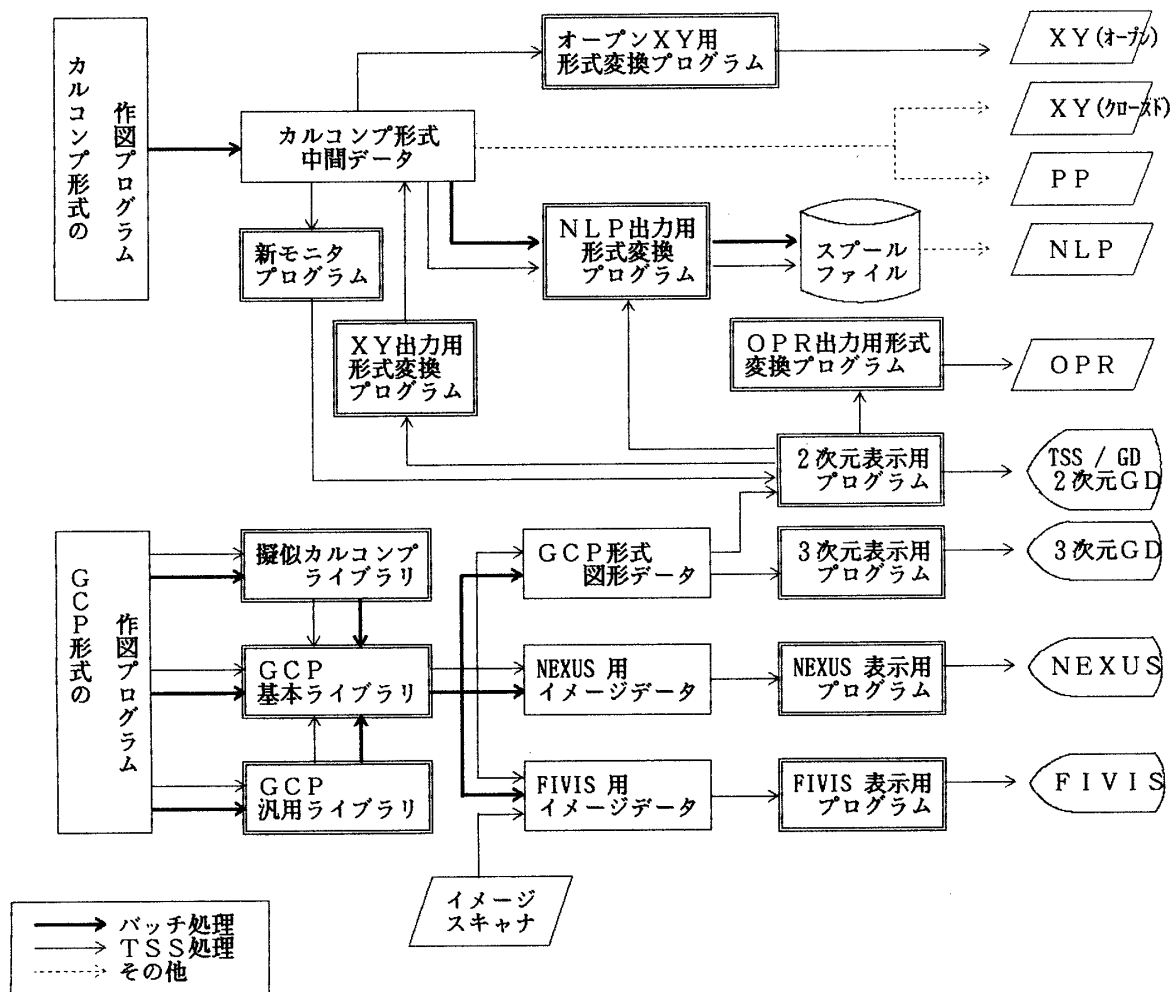 カルコンプ形式の
作図プログラム
カルコンプ形式
中間データ
オープンXY用
形式変換プログラム
XY(オープン)
XY(クローズド)
PP
新モニタ
プログラム
NLP出力用
形式変換
プログラム
スプール
ファイル
NLP
XY出力用
形式変換
プログラム
OPR出力用形式
変換プログラム
OPR
2次元表示用
プログラム
TSS / GD
2次元GD
GCP形式の
作図プログラム
擬似カルコンプ
ライブラリ
GCP形式
図形データ
3次元表示用
プログラム
3次元GD
GCP
基本ライブラリ
NEXUS 用
イメージデータ
NEXUS 表示用
プログラム
NEXUS
GCP
汎用ライブラリ
FIVIS 用
イメージデータ
FIVIS 表示用
プログラム
FIVIS
イメージ
スキャナ
バッチ処理
TSS処理
その他